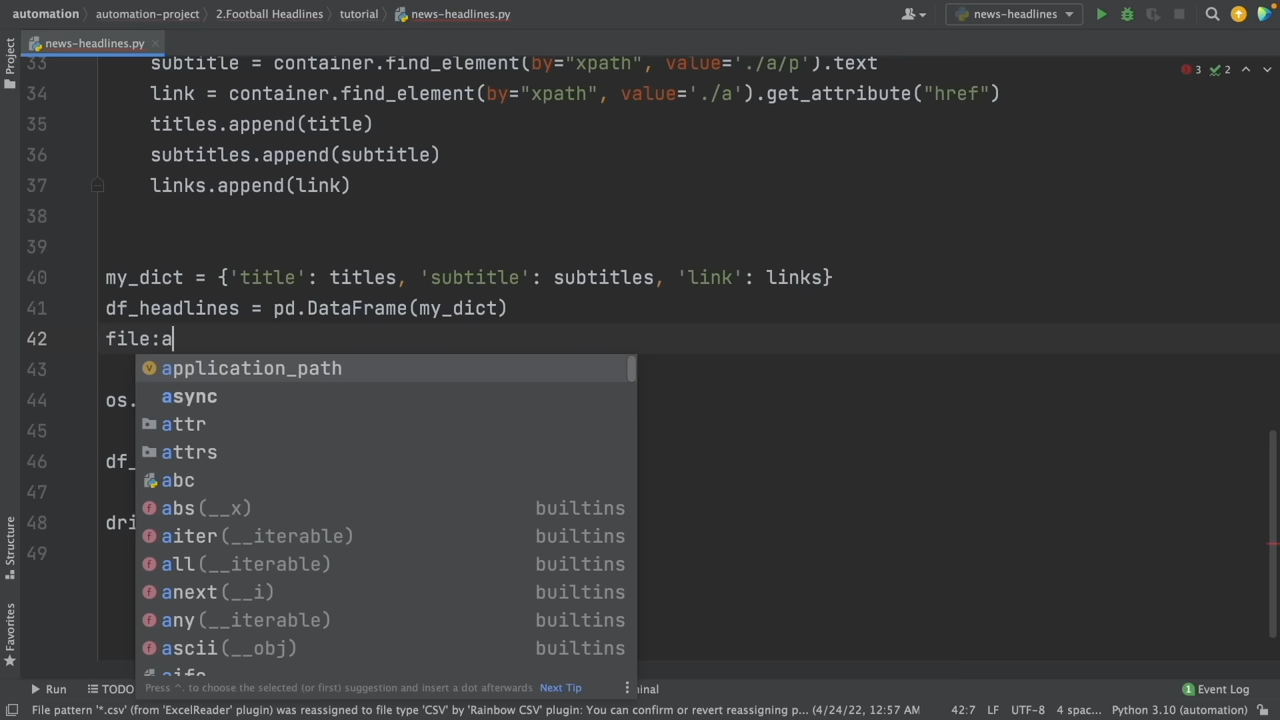 automation automation-project 2.Football Headlines tutorial news-headlines.py news-headlines
news-headlines.py
Project
Structure
Favorites
3 2
33 subtitle = container.find_element(by="xpath", value='./a/p').text
34 link = container.find_element(by="xpath", value='./a').get_attribute("href")
35 titles.append(title)
36 subtitles.append(subtitle)
37 links.append(link)
38
39
40 my_dict = {'title': titles, 'subtitle': subtitles, 'link': links}
41 df_headlines = pd.DataFrame(my_dict)
42 file:a
43
44 os.
45
46 df_
47
48 dri
49
application_path
async
attr
attrs
abc
abs(__x) builtins
aiter(__iterable) builtins
all(__iterable) builtins
anext(__i) builtins
any(__iterable) builtins
ascii(__obj) builtins
Press ^. to choose the selected (or first) suggestion and insert a dot afterwards Next Tip
Run TODO minal 1 Event Log
File pattern '*.csv' (from 'ExcelReader' plugin) was reassigned to file type 'CSV' by 'Rainbow CSV' plugin: You can confirm or revert reassigning p... (4/24/22, 12:57 AM 42:7 LF UTF-8 4 spac... Python 3.10 (automation)